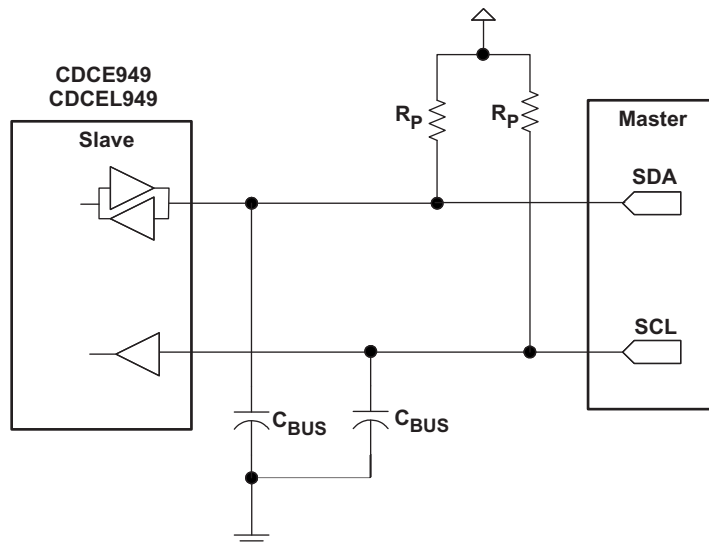 CDCE949
CDCEL949
Slave
R_P
R_P
Master
SDA
SCL
C_BUS
C_BUS